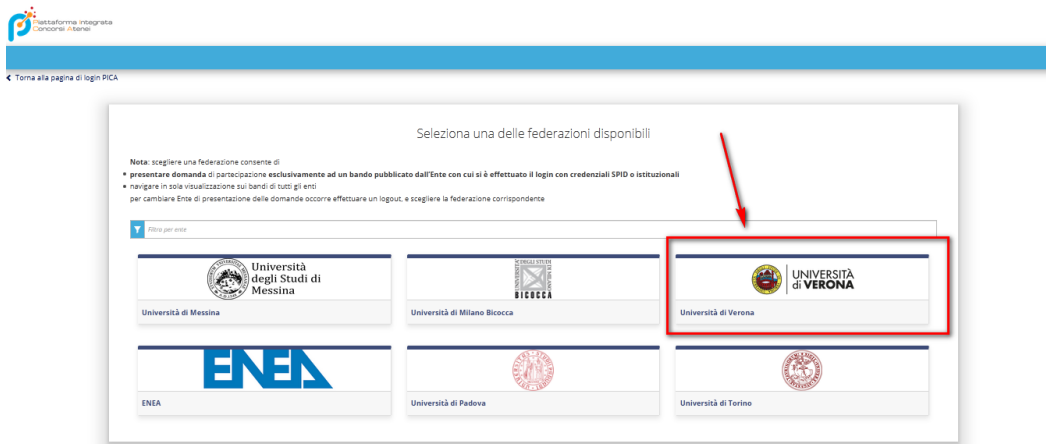 Piattaforma Integrata
Concorsi Atenei
Torna alla pagina di login PICA
Seleziona una delle federazioni disponibili
Nota: scegliere una federazione consente di
presentare domanda di partecipazione esclusivamente ad un bando pubblicato dall'Ente con cui si è effettuato il login con credenziali SPID o istituzionali
navigare in sola visualizzazione sui bandi di tutti gli enti
per cambiare Ente di presentazione delle domande occorre effettuare un logout, e scegliere la federazione corrispondente
Filtra per ente
Università
degli Studi di
Messina
BICOCCA
UNIVERSITÀ
di VERONA
Università di Messina
Università di Milano Bicocca
Università di Verona
ENEA
ENEA
Università di Padova
Università di Torino